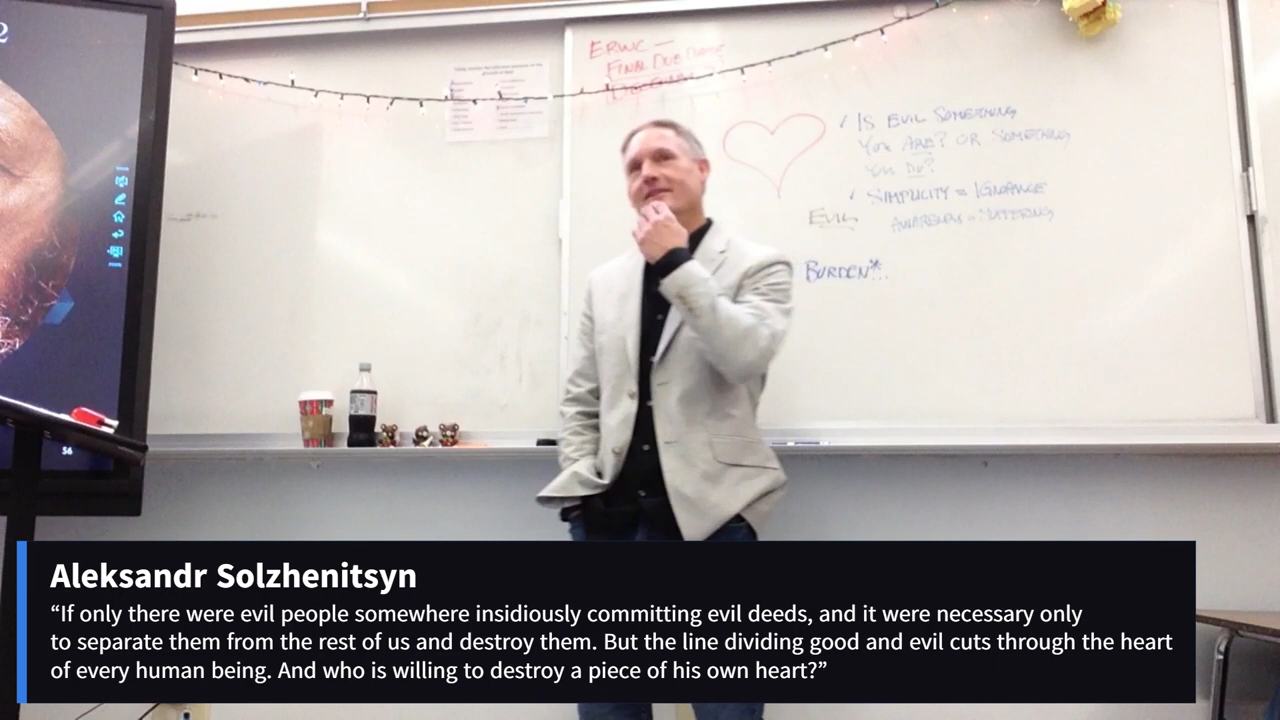 2
ERWC —
FINAL DUE
IS EVIL SOMETHING
YOU ARE? OR SOMETHING
YOU DO?
SIMPLICITY = IGNORANCE
EVIL
AWARENESS =
BURDEN*
56
Aleksandr Solzhenitsyn
“If only there were evil people somewhere insidiously committing evil deeds, and it were necessary only
to separate them from the rest of us and destroy them. But the line dividing good and evil cuts through the heart
of every human being. And who is willing to destroy a piece of his own heart?”